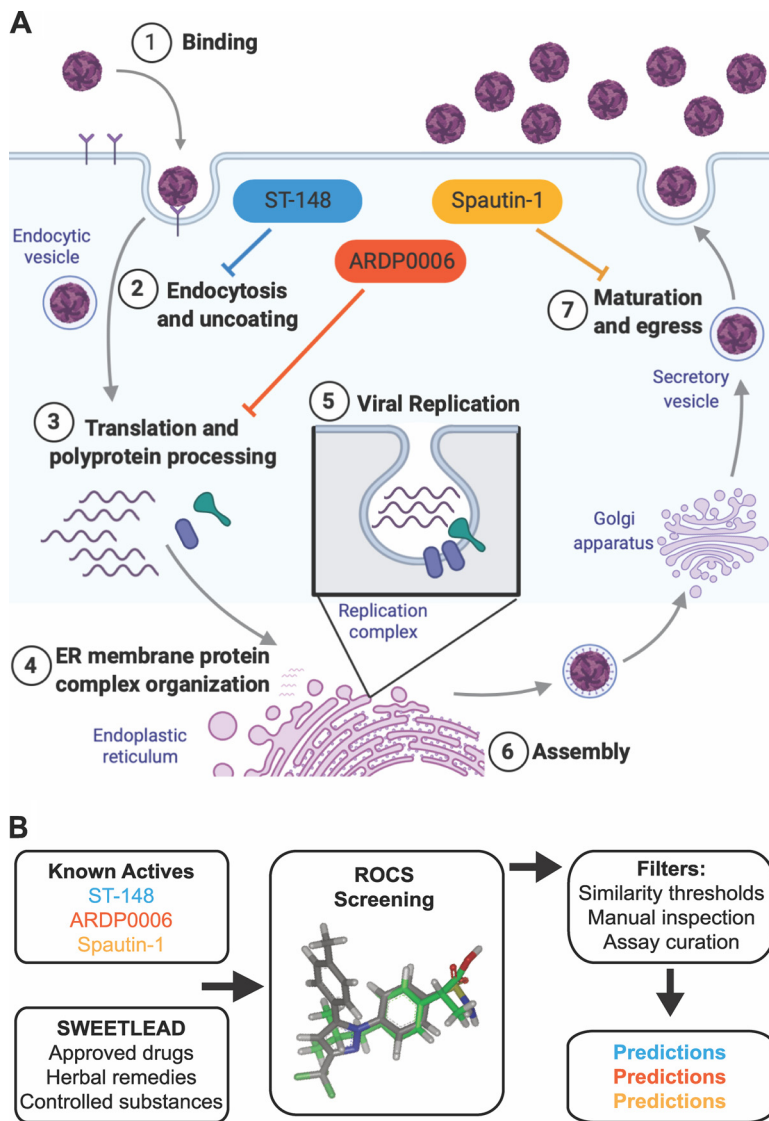 A
1 Binding
ST-148
Spautin-1
ARDP0006
Endocytic
vesicle
2 Endocytosis
and uncoating
7 Maturation
and egress
Secretory
vesicle
3 Translation and
polyprotein processing
5 Viral Replication
Golgi
apparatus
Replication
complex
4 ER membrane protein
complex organization
Endoplastic
reticulum
6 Assembly
B
Known Actives
ST-148
ARDP0006
Spautin-1
SWEETLEAD
Approved drugs
Herbal remedies
Controlled substances
ROCS
Screening
Filters:
Similarity thresholds
Manual inspection
Assay curation
Predictions
Predictions
Predictions